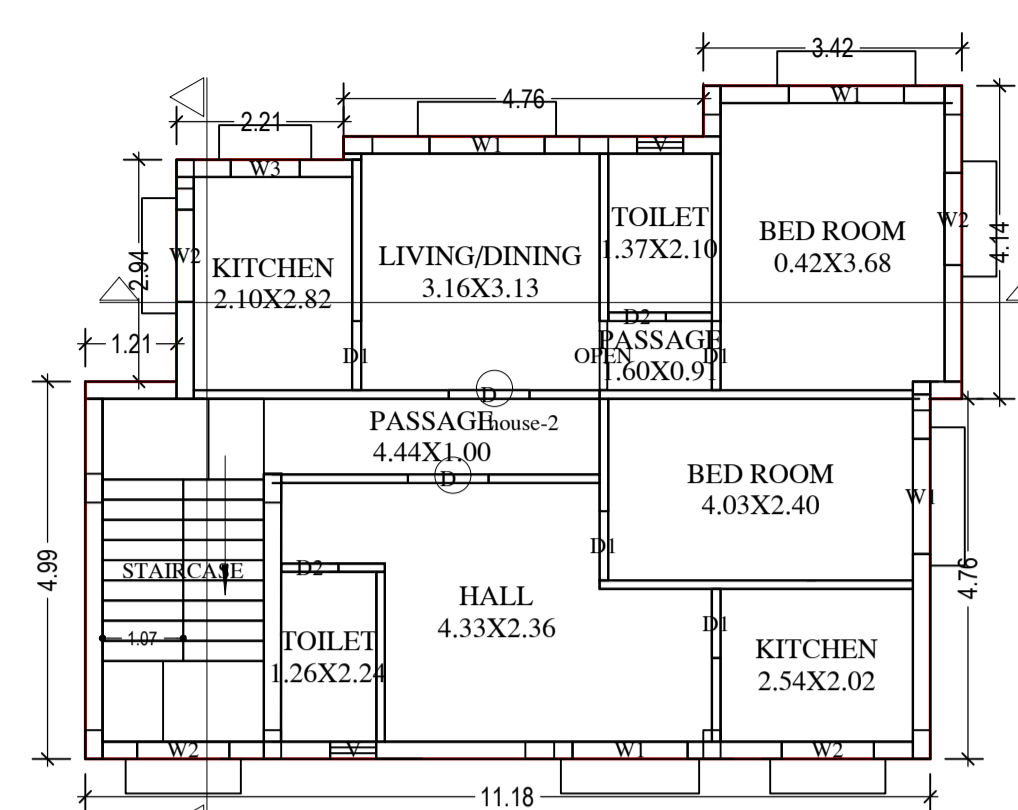 3.42
4.76
W1
2.21
W1
V
W3
TOILET
1.37X2.10
BED ROOM
0.42X3.68
W2
4.14
2.94
W2
KITCHEN
2.10X2.82
LIVING/DINING
3.16X3.13
D2
PASSAGE
1.60X0.91
1.21
D1
OPEN
D1
D
PASSAGE
house-2
4.44X1.00
D
BED ROOM
4.03X2.40
W1
D1
4.99
STAIRCASE
D2
4.76
HALL
4.33X2.36
D1
1.07
TOILET
1.26X2.24
KITCHEN
2.54X2.02
W2
V
W1
W2
11.18